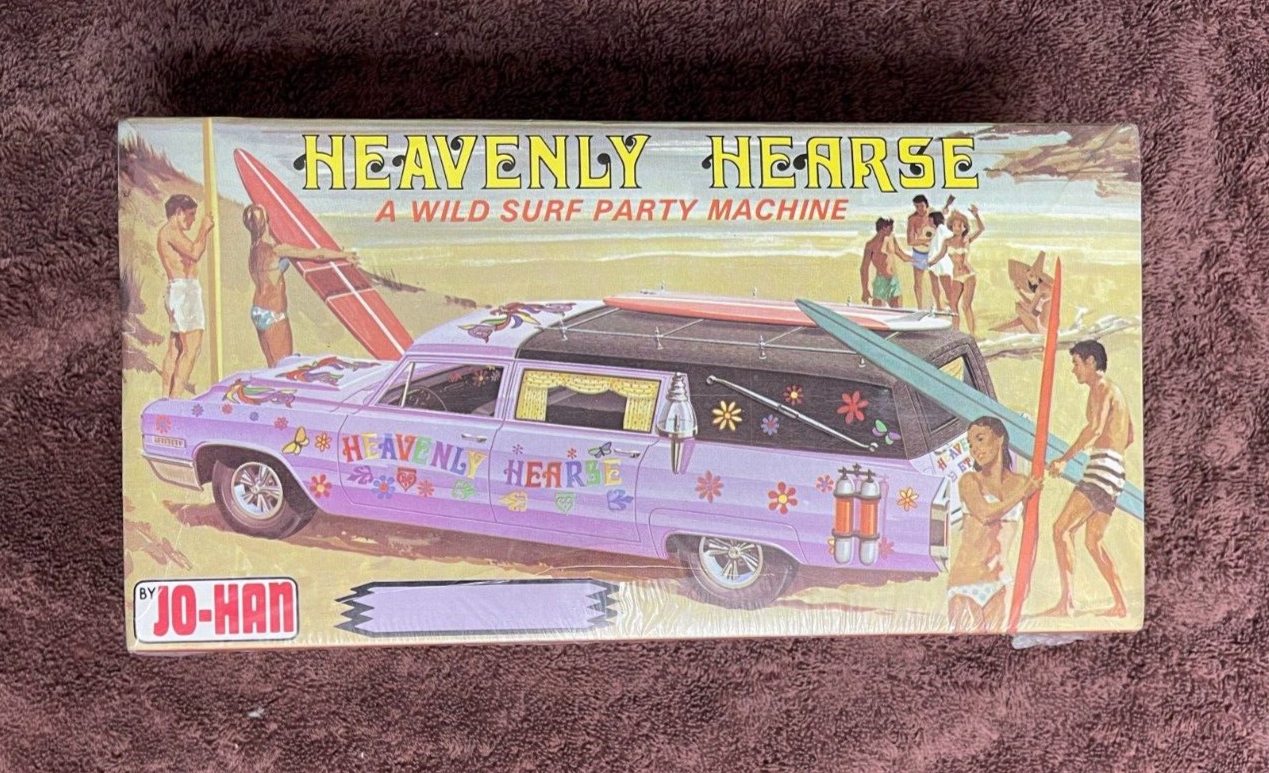 HEAVENLY HEARSE
A WILD SURF PARTY MACHINE
HEAVENLY HEARSE
BY JO-HAN